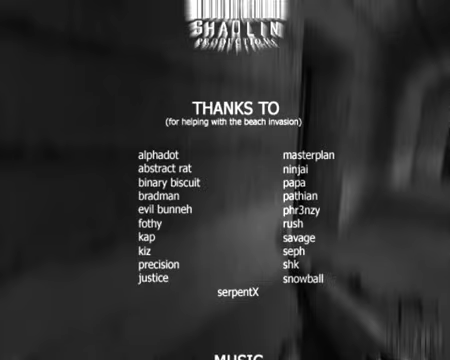 SHAOLIN
PRODUCTIONS
THANKS TO
(for helping with the beach invasion)
alphadot
abstract rat
binary biscuit
bradman
evil bunneh
fothy
kap
kiz
precision
justice
masterplan
ninjai
papa
pathian
phr3nzy
rush
savage
seph
shk
snowball
serpentX
MUSIC